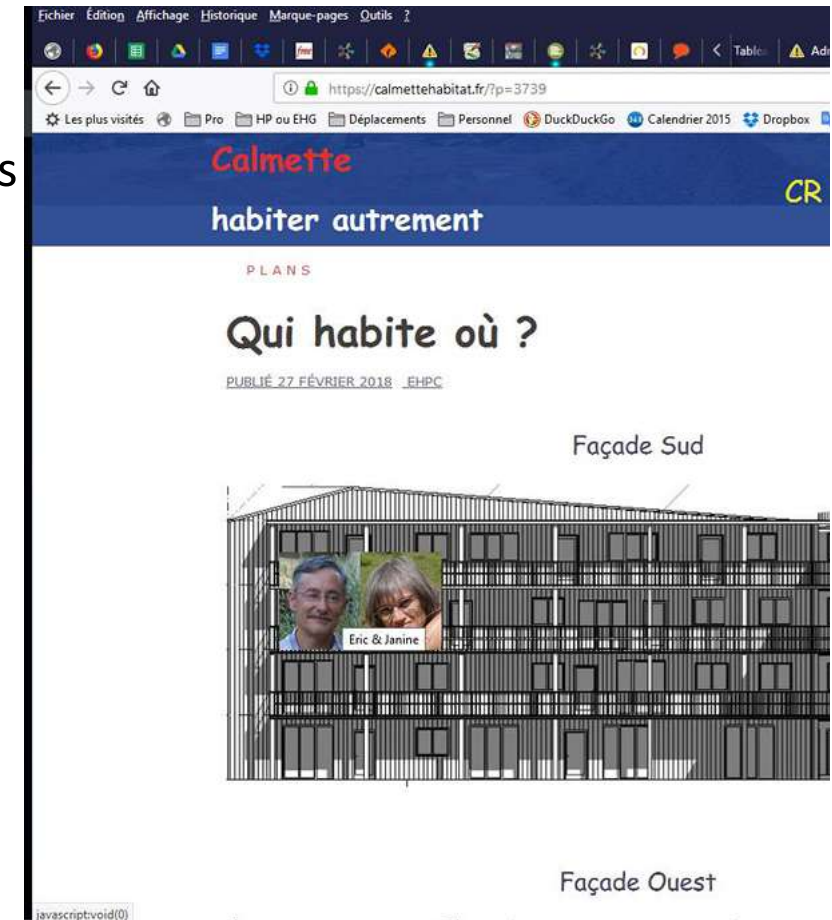 Fichier Édition Affichage Historique Marque-pages Outils ?
Table
https://calmettehabitat.fr/?p=3739
Les plus visités Pro HP ou EHG Déplacements Personnel DuckDuckGo Calendrier 2015 Dropbox
s
Calmette
CR
habiter autrement
PLANS
Qui habite où ?
PUBLIÉ 27 FÉVRIER 2018 EHPC
Façade Sud
Eric & Janine
Façade Ouest
javascript:void(0)